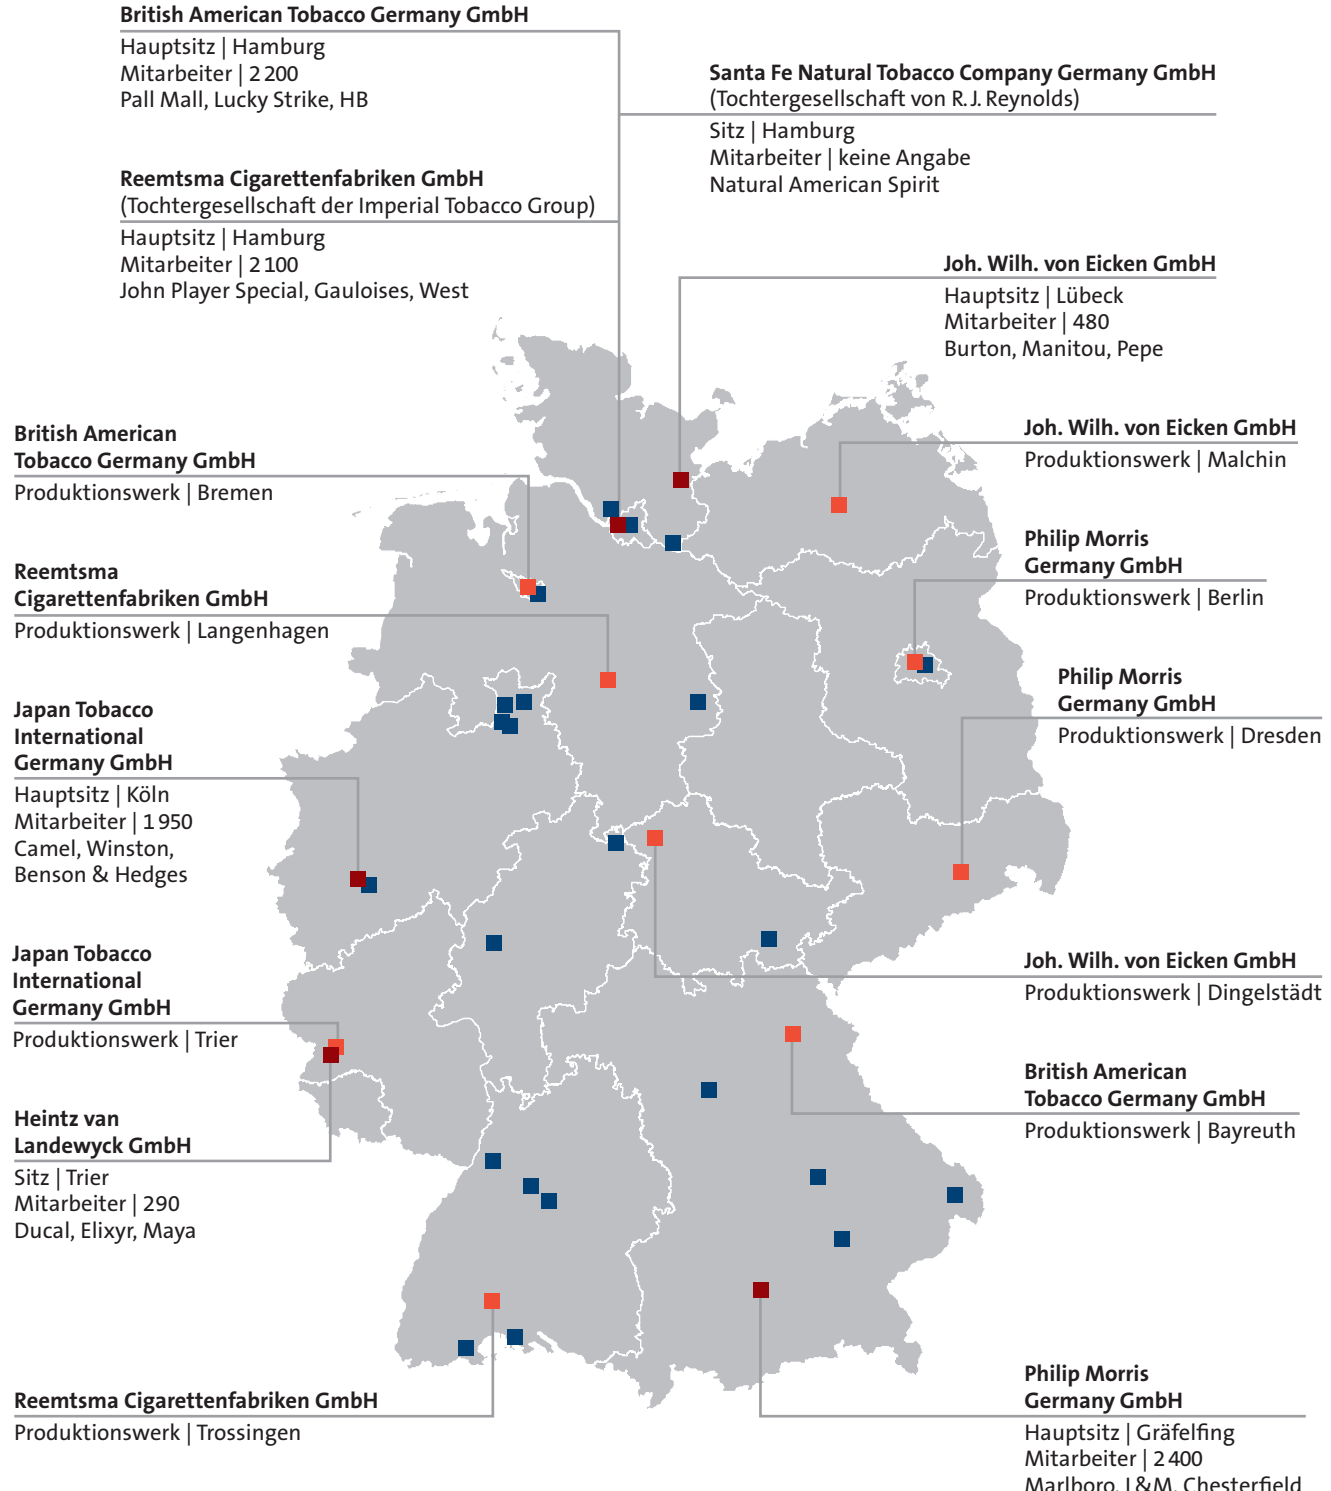 British American Tobacco Germany GmbH
Hauptsitz | Hamburg
Mitarbeiter | 2 200
Pall Mall, Lucky Strike, HB
Santa Fe Natural Tobacco Company Germany GmbH
(Tochtergesellschaft von R. J. Reynolds)
Sitz | Hamburg
Mitarbeiter | keine Angabe
Natural American Spirit
Reemtsma Cigarettenfabriken GmbH
(Tochtergesellschaft der Imperial Tobacco Group)
Hauptsitz | Hamburg
Mitarbeiter | 2 100
John Player Special, Gauloises, West
Joh. Wilh. von Eicken GmbH
Hauptsitz | Lübeck
Mitarbeiter | 480
Burton, Manitou, Pepe
British American
Tobacco Germany GmbH
Produktionswerk | Bremen
Joh. Wilh. von Eicken GmbH
Produktionswerk | Malchin
Reemtsma
Cigarettenfabriken GmbH
Produktionswerk | Langenhagen
Philip Morris
Germany GmbH
Produktionswerk | Berlin
Philip Morris
Germany GmbH
Produktionswerk | Dresden
Japan Tobacco
International
Germany GmbH
Hauptsitz | Köln
Mitarbeiter | 1 950
Camel, Winston,
Benson & Hedges
Japan Tobacco
International
Germany GmbH
Produktionswerk | Trier
Joh. Wilh. von Eicken GmbH
Produktionswerk | Dingelstädt
British American
Tobacco Germany GmbH
Produktionswerk | Bayreuth
Heintz van
Landewyck GmbH
Sitz | Trier
Mitarbeiter | 290
Ducal, Elixyr, Maya
Reemtsma Cigarettenfabriken GmbH
Produktionswerk | Trossingen
Philip Morris
Germany GmbH
Hauptsitz | Gräfelfing
Mitarbeiter | 2 400
Marlboro, L&M, Chesterfield